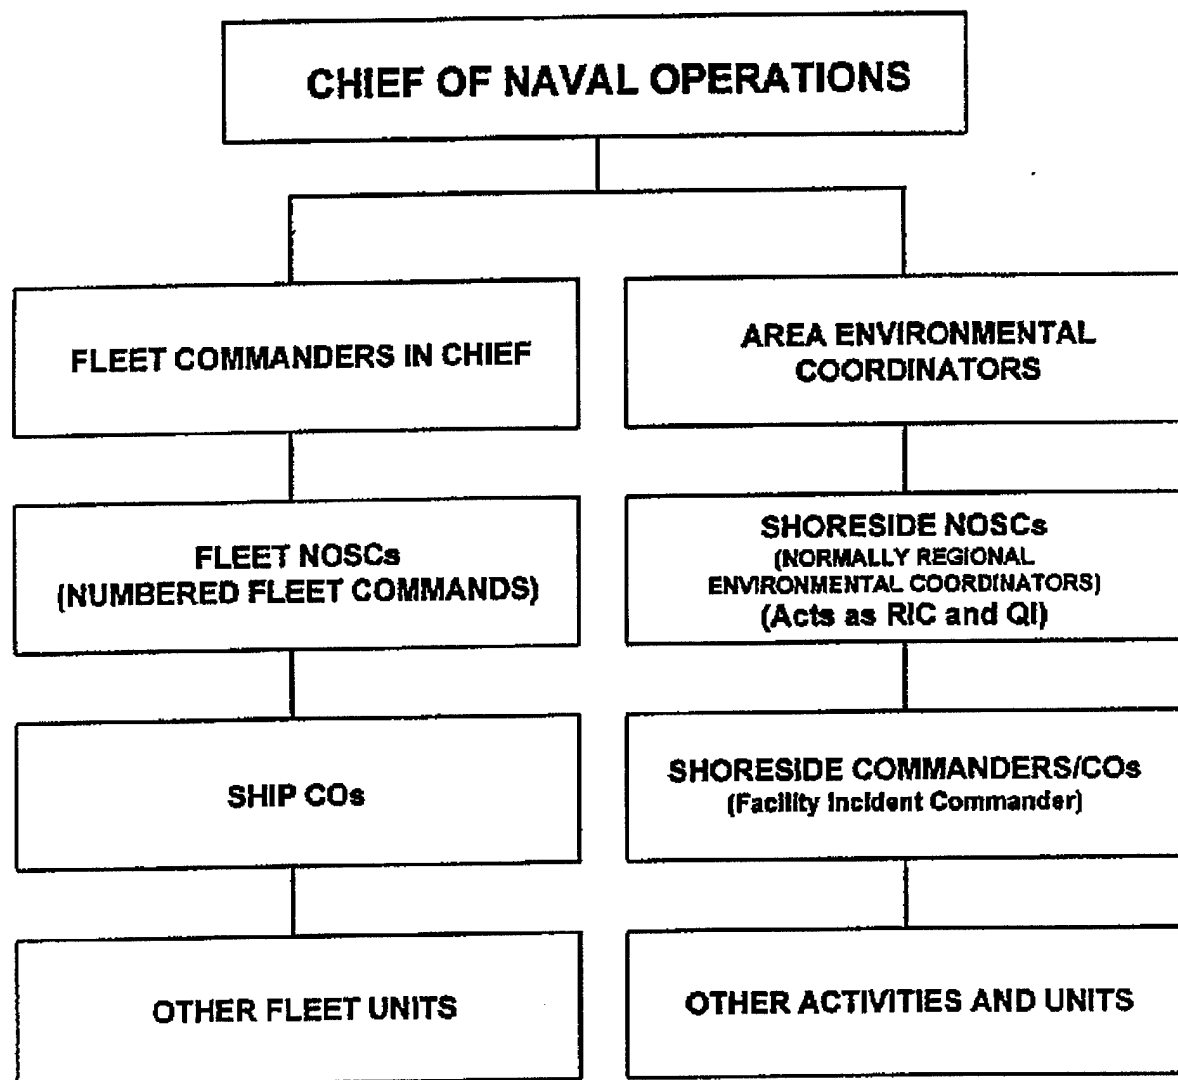 CHIEF OF NAVAL OPERATIONS
FLEET COMMANDERS IN CHIEF
AREA ENVIRONMENTAL
COORDINATORS
FLEET NOSCs
(NUMBERED FLEET COMMANDS)
SHORESIDE NOSCs
(NORMALLY REGIONAL
ENVIRONMENTAL COORDINATORS)
(Acts as RIC and QI)
SHIP COs
SHORESIDE COMMANDERS/COs
(Facility Incident Commander)
OTHER FLEET UNITS
OTHER ACTIVITIES AND UNITS